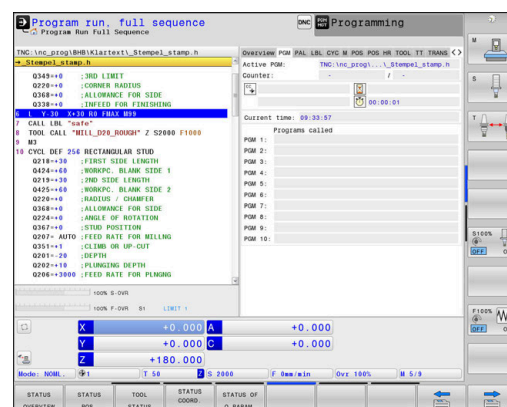 Program run, full sequence
DNC
Programming
Program Run Full Sequence
TNC:\nc_prog\BHB\Klartext\_Stempel_stamp.h
→_Stempel_stamp.h
Q349=+0 ;3RD LIMIT
Q220=+0 ;CORNER RADIUS
Q368=+0 ;ALLOWANCE FOR SIDE
Q338=+0 ;INFEED FOR FINISHING
6 L Y-30 X+30 R0 FMAX M99
7 CALL LBL "safe"
8 TOOL CALL "MILL_D20_ROUGH" Z S2000 F1000
9 M3
10 CYCL DEF 256 RECTANGULAR STUD
Q218=+30 ;FIRST SIDE LENGTH
Q424=+60 ;WORKPC. BLANK SIDE 1
Q219=+30 ;2ND SIDE LENGTH
Q425=+60 ;WORKPC. BLANK SIDE 2
Q220=+0 ;RADIUS / CHAMFER
Q368=+0 ;ALLOWANCE FOR SIDE
Q224=+0 ;ANGLE OF ROTATION
Q367=+0 ;STUD POSITION
Q207= AUTO ;FEED RATE FOR MILLNG
Q351=+1 ;CLIMB OR UP-CUT
Q201=-20 ;DEPTH
Q202=+10 ;PLUNGING DEPTH
Q206=+3000 ;FEED RATE FOR PLNGNG
100% S-OVR
100% F-OVR S1 LIMIT 1
Overview PGM PAL LBL CYC M POS POS HR TOOL TT TRANS
Active PGM: TNC:\nc_prog\...\_Stempel_stamp.h
Counter: - / -
00:00:01
Current time: 09:33:57
Programs called
PGM 1:
PGM 2:
PGM 3:
PGM 4:
PGM 5:
PGM 6:
PGM 7:
PGM 8:
PGM 9:
PGM 10:
X +0.000 A +0.000
Y +0.000 C +0.000
Z +180.000
Mode: NOML. 1 T 50 Z S 2000 F 0mm/min Ovr 100% M 5/9
STATUS OVERVIEW
STATUS POS.
TOOL STATUS
STATUS COORD.
STATUS OF Q PARAM.
M
S
T
S100%
OFF
F100%
OFF